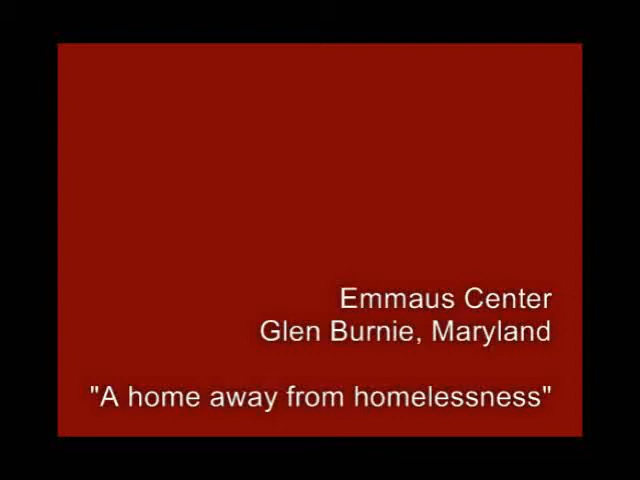 Emmaus Center
Glen Burnie, Maryland
"A home away from homelessness"